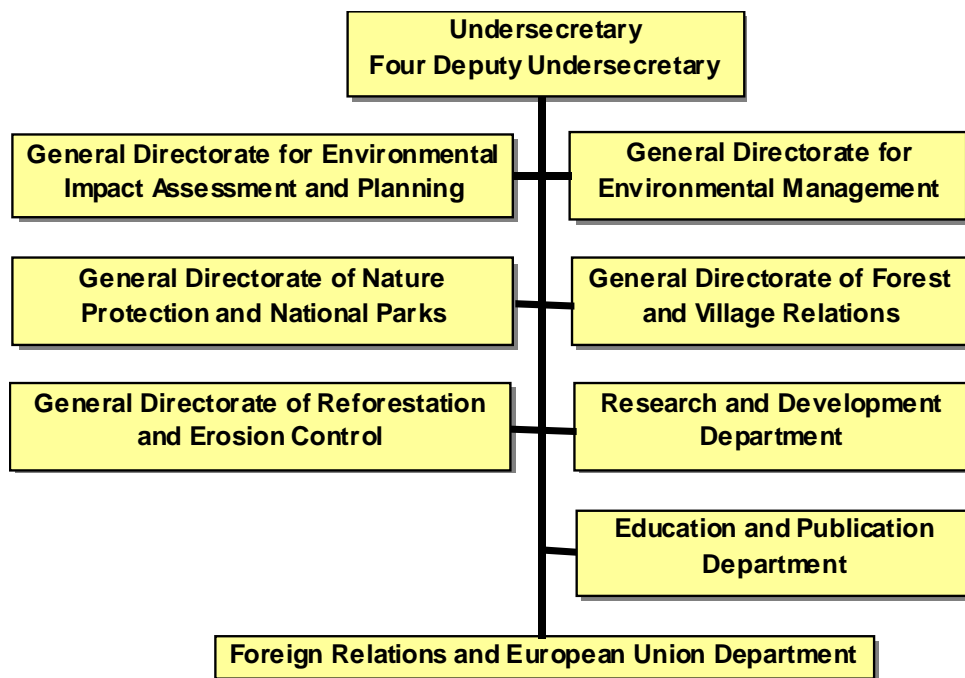 Undersecretary
Four Deputy Undersecretary
General Directorate for Environmental
Impact Assessment and Planning
General Directorate for
Environmental Management
General Directorate of Nature
Protection and National Parks
General Directorate of Forest
and Village Relations
General Directorate of Reforestation
and Erosion Control
Research and Development
Department
Education and Publication
Department
Foreign Relations and European Union Department